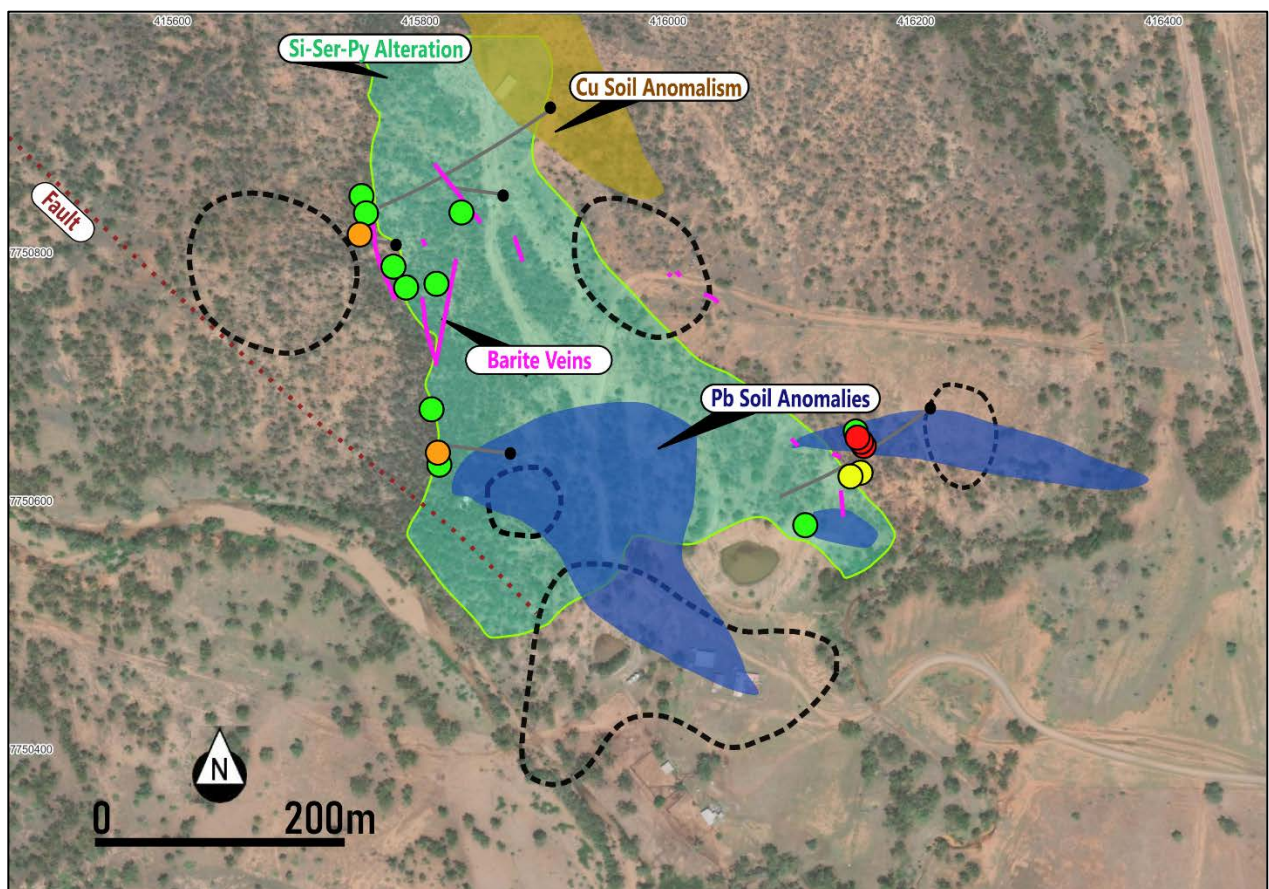 415600
415800
416000
416200
416400
Si-Ser-Py Alteration
Cu Soil Anomalism
Fault
7750800
Barite Veins
Pb Soil Anomalies
7750600
7750400
N
0
200m